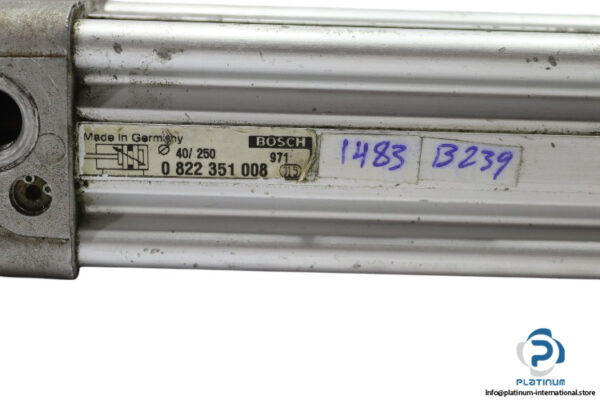 Made in Germany
BOSCH
⌀ 40/ 250
971
0 822 351 008
1483
B239
PLATINUM
Info@platinum-international.store